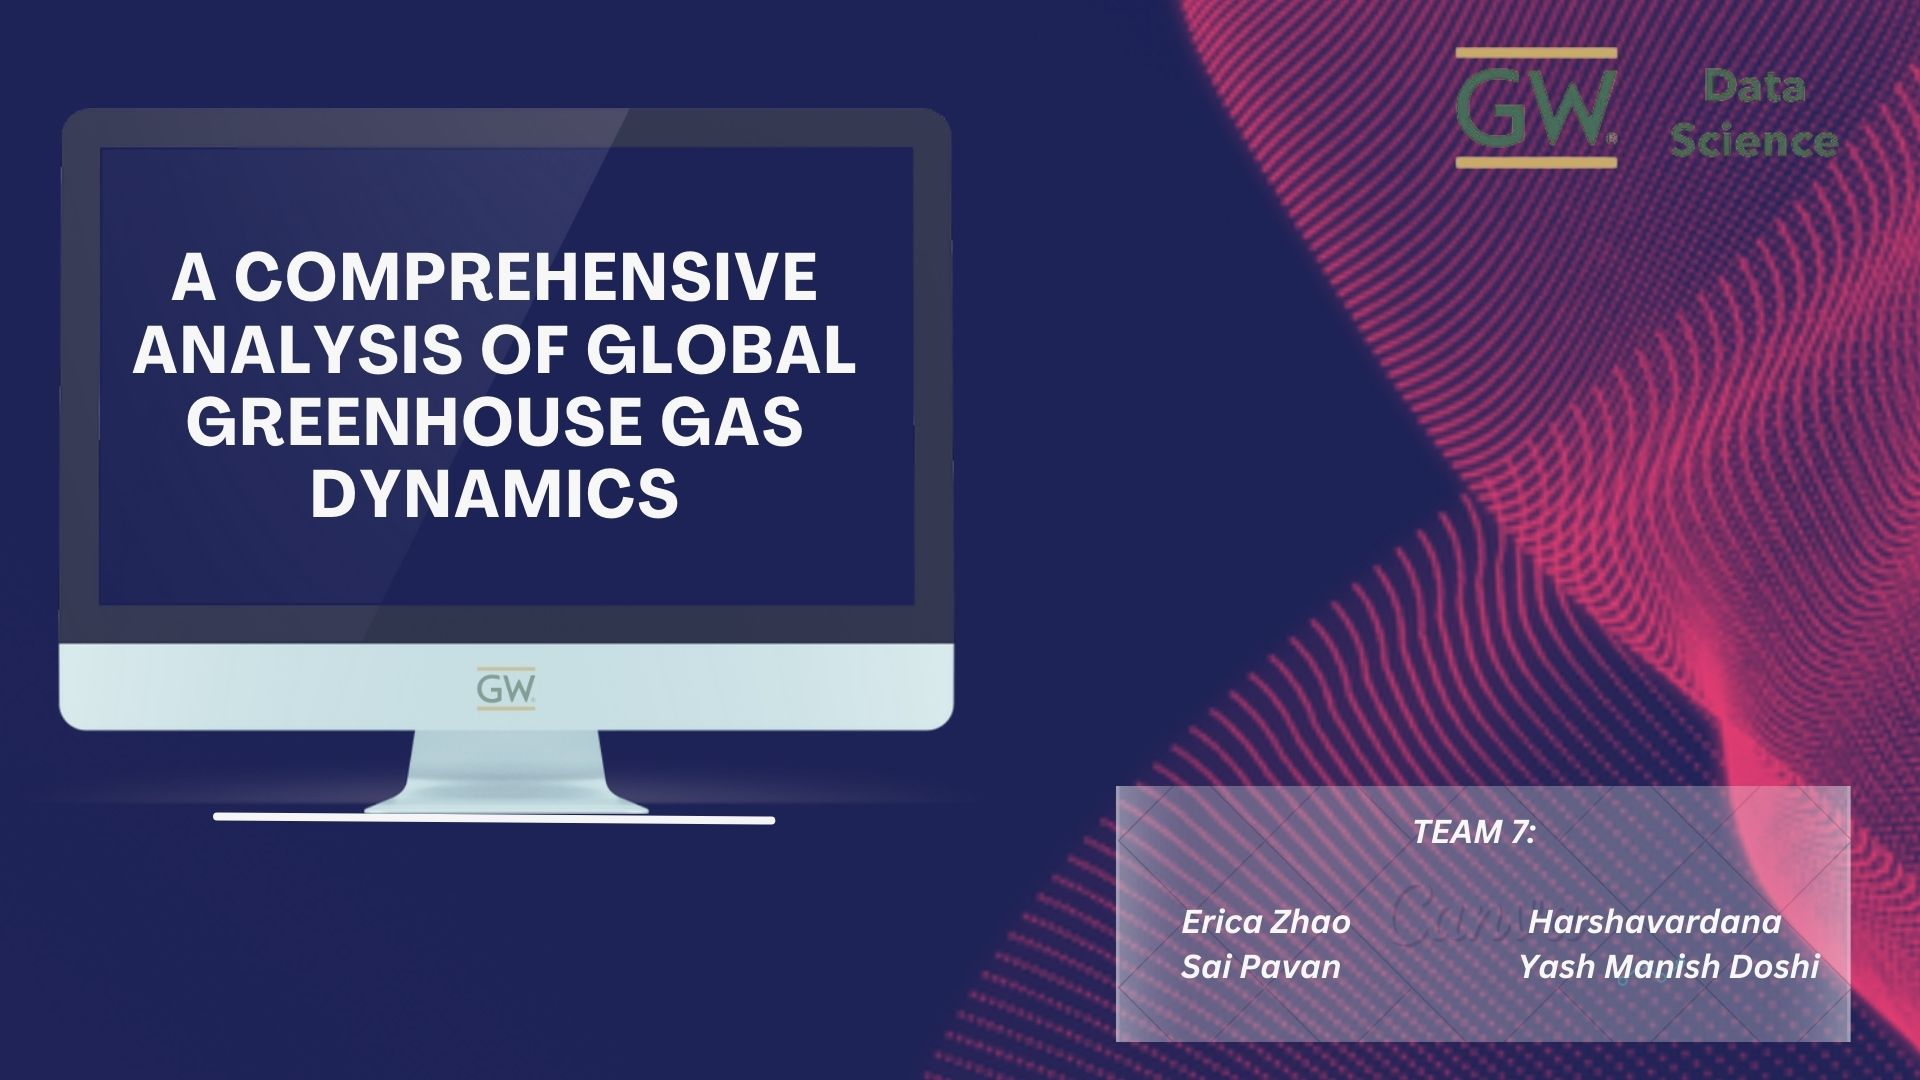 GW
Data
Science
A COMPREHENSIVE
ANALYSIS OF GLOBAL
GREENHOUSE GAS
DYNAMICS
GW
TEAM 7:
Canva
Erica Zhao
Harshavardana
Sai Pavan
Yash Manish Doshi